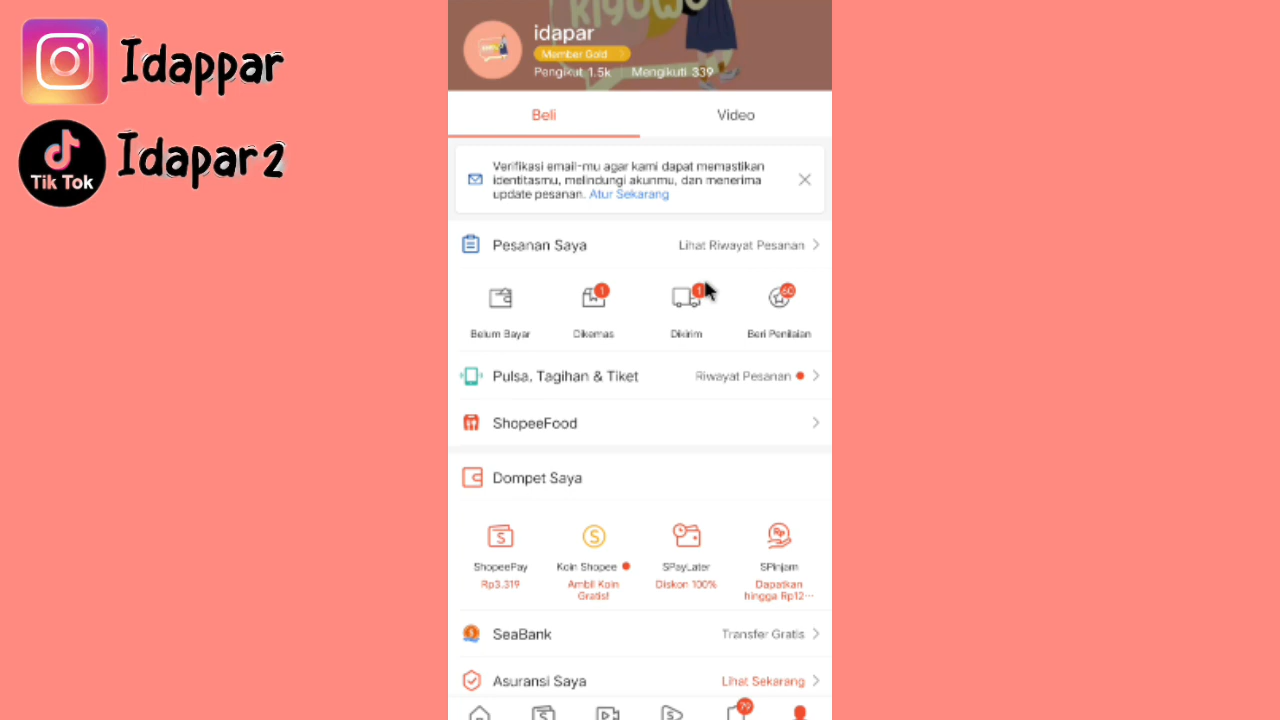 Idappar
Tik Tok
Idapar2
idapar
Member Gold
Pengikut 1.5k
Mengikuti 339
Beli
Video
Verifikasi email-mu agar kami dapat memastikan
identitasmu, melindungi akunmu, dan menerima
update pesanan. Atur Sekarang
Pesanan Saya
Lihat Riwayat Pesanan
1
1
60
Belum Bayar
Dikemas
Dikirim
Beri Penilaian
Pulsa, Tagihan & Tiket
Riwayat Pesanan
ShopeeFood
Dompet Saya
ShopeePay
Rp3.319
Koin Shopee
Ambil Koin
Gratis!
SPayLater
Diskon 100%
SPinjam
Dapatkan
hingga Rp12...
SeaBank
Transfer Gratis
Asuransi Saya
Lihat Sekarang
79